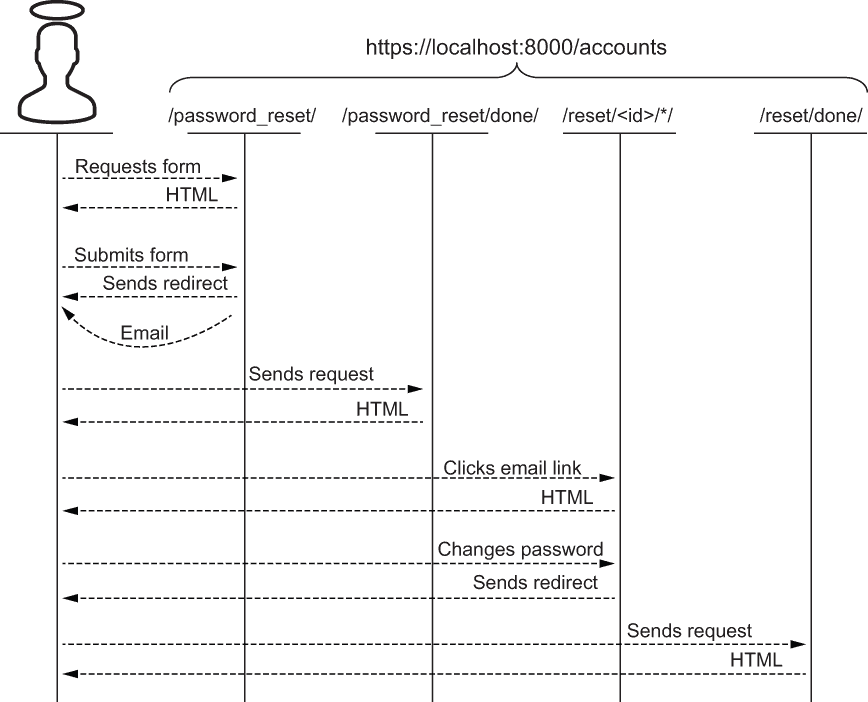 https://localhost:8000/accounts
/password_reset/ /password_reset/done/ /reset/<id>/*/ /reset/done/
Requests form
HTML
Submits form
Sends redirect
Email
Sends request
HTML
Clicks email link
HTML
Changes password
Sends redirect
Sends request
HTML